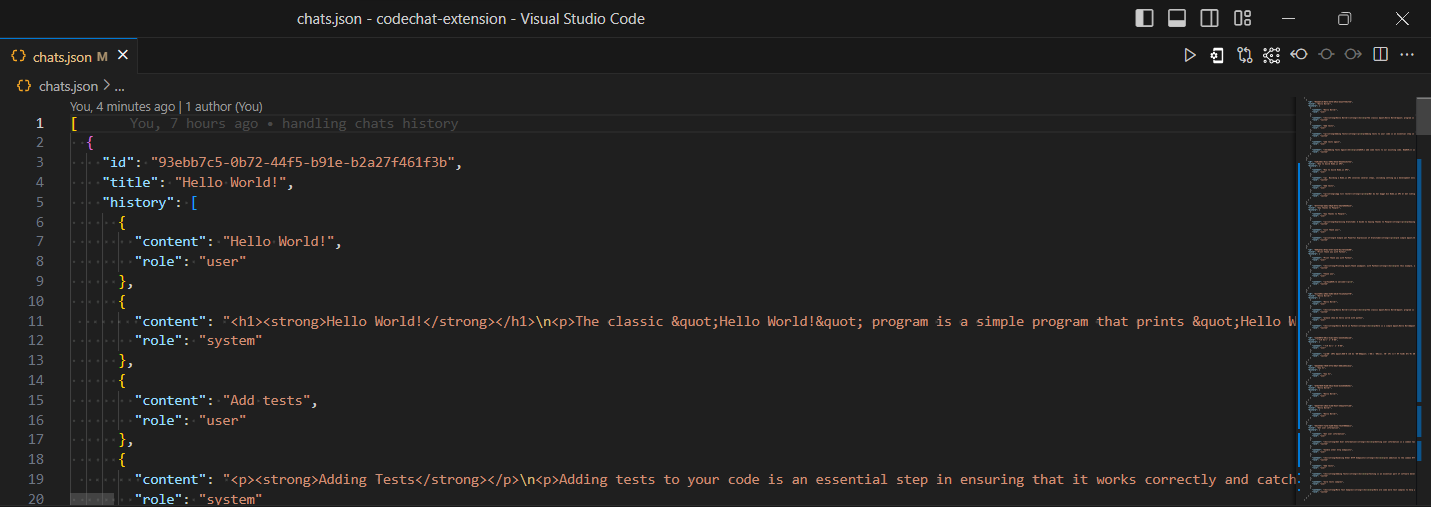 chats.json - codechat-extension - Visual Studio Code
{} chats.json M
{} chats.json > ...
You, 4 minutes ago | 1 author (You)
1 [ You, 7 hours ago • handling chats history
2 {
3 "id": "93ebb7c5-0b72-44f5-b91e-b2a27f461f3b",
4 "title": "Hello World!",
5 "history": [
6 {
7 "content": "Hello World!",
8 "role": "user"
9 },
10 {
11 "content": "<h1><strong>Hello World!</strong></h1>\n<p>The classic &quot;Hello World!&quot; program is a simple program that prints &quot;Hello W
12 "role": "system"
13 },
14 {
15 "content": "Add tests",
16 "role": "user"
17 },
18 {
19 "content": "<p><strong>Adding Tests</strong></p>\n<p>Adding tests to your code is an essential step in ensuring that it works correctly and catch
20 "role": "system"